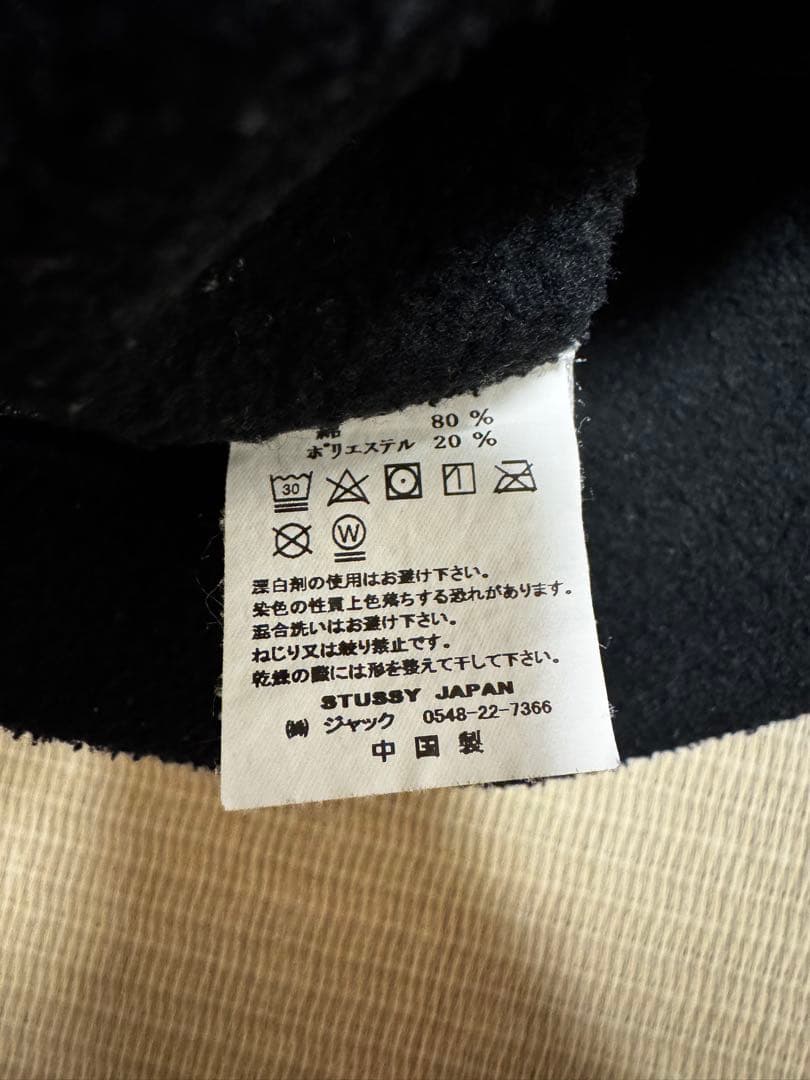 80 %
ポリエステル 20 %
30
W
漂白剤の使用はお避け下さい。
染色の性質上色落ちする恐れがあります。
混合洗いはお避け下さい。
ねじり又は絞り禁止です。
乾燥の際には形を整えて干して下さい。
STUSSY JAPAN
㈱ ジャック 0548-22-7366
中国製